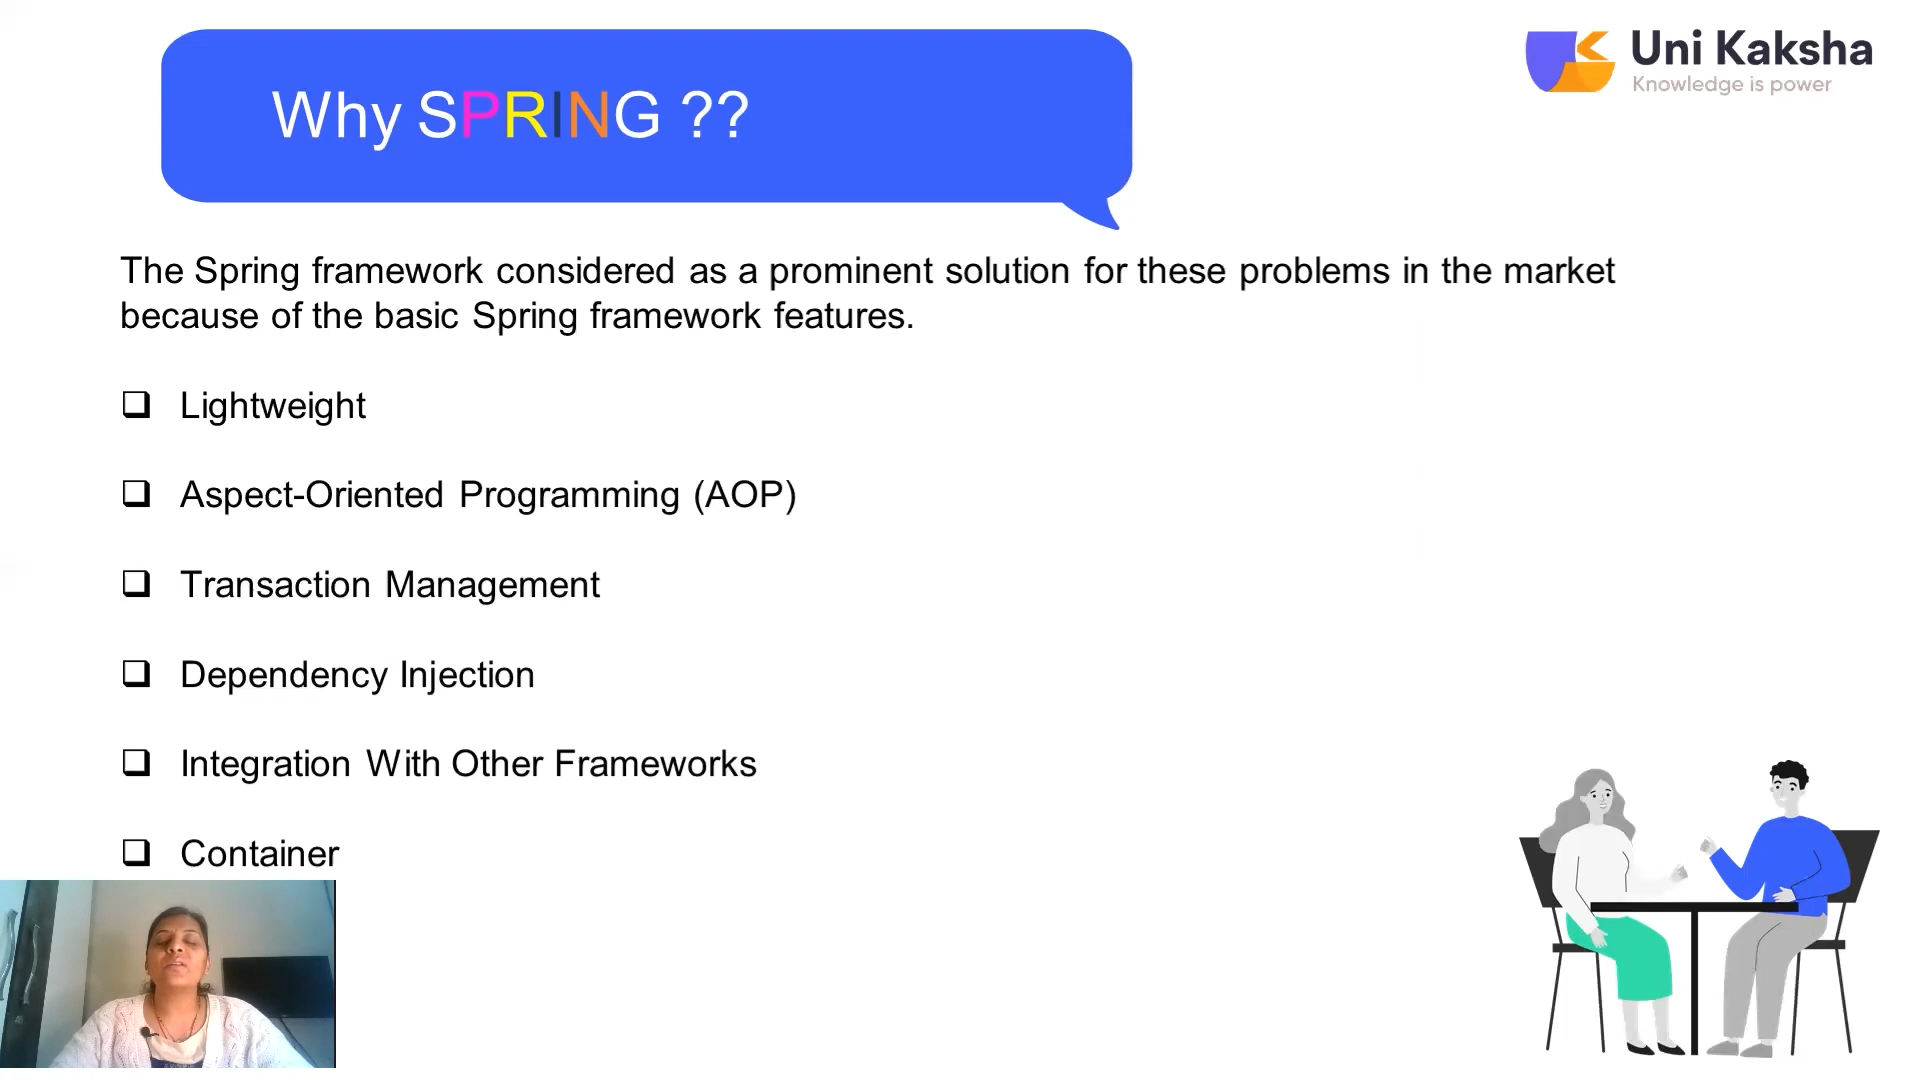 Why SPRING ??
Uni Kaksha
Knowledge is power
The Spring framework considered as a prominent solution for these problems in the market
because of the basic Spring framework features.
❑ Lightweight
❑ Aspect-Oriented Programming (AOP)
❑ Transaction Management
❑ Dependency Injection
❑ Integration With Other Frameworks
❑ Container